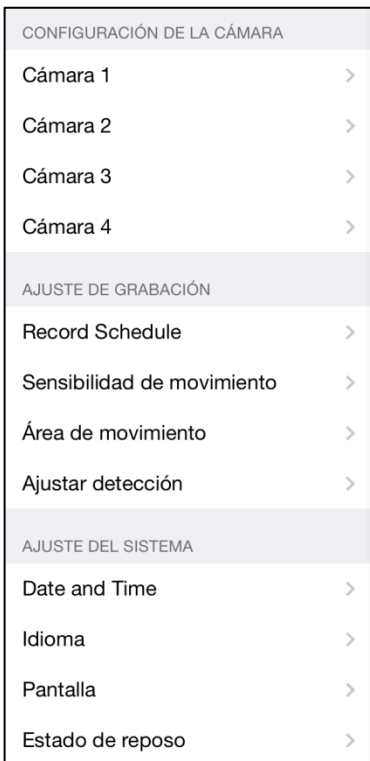 CONFIGURACIÓN DE LA CÁMARA
Cámara 1
Cámara 2
Cámara 3
Cámara 4
AJUSTE DE GRABACIÓN
Record Schedule
Sensibilidad de movimiento
Área de movimiento
Ajustar detección
AJUSTE DEL SISTEMA
Date and Time
Idioma
Pantalla
Estado de reposo